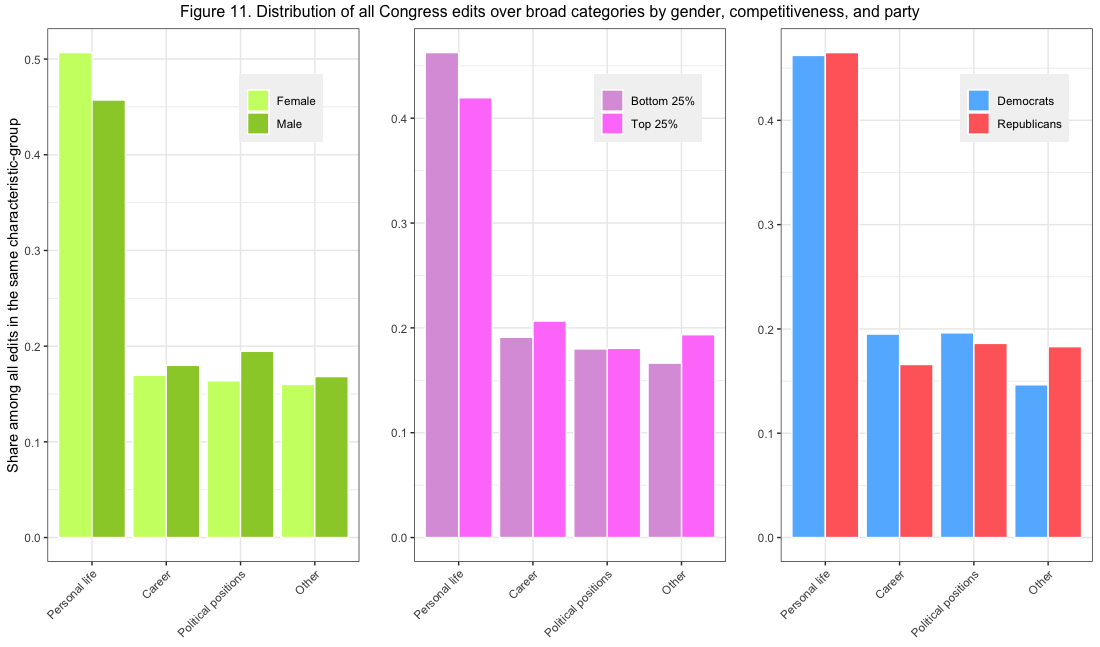 Figure 11. Distribution of all Congress edits over broad categories by gender, competitiveness, and party
Share among all edits in the same characteristic-group
0.5
0.4
0.3
0.2
0.1
0.0
Female
Male
Personal life
Career
Political positions
Other
0.4
0.3
0.2
0.1
0.0
Bottom 25%
Top 25%
Personal life
Career
Political positions
Other
0.4
0.3
0.2
0.1
0.0
Democrats
Republicans
Personal life
Career
Political positions
Other